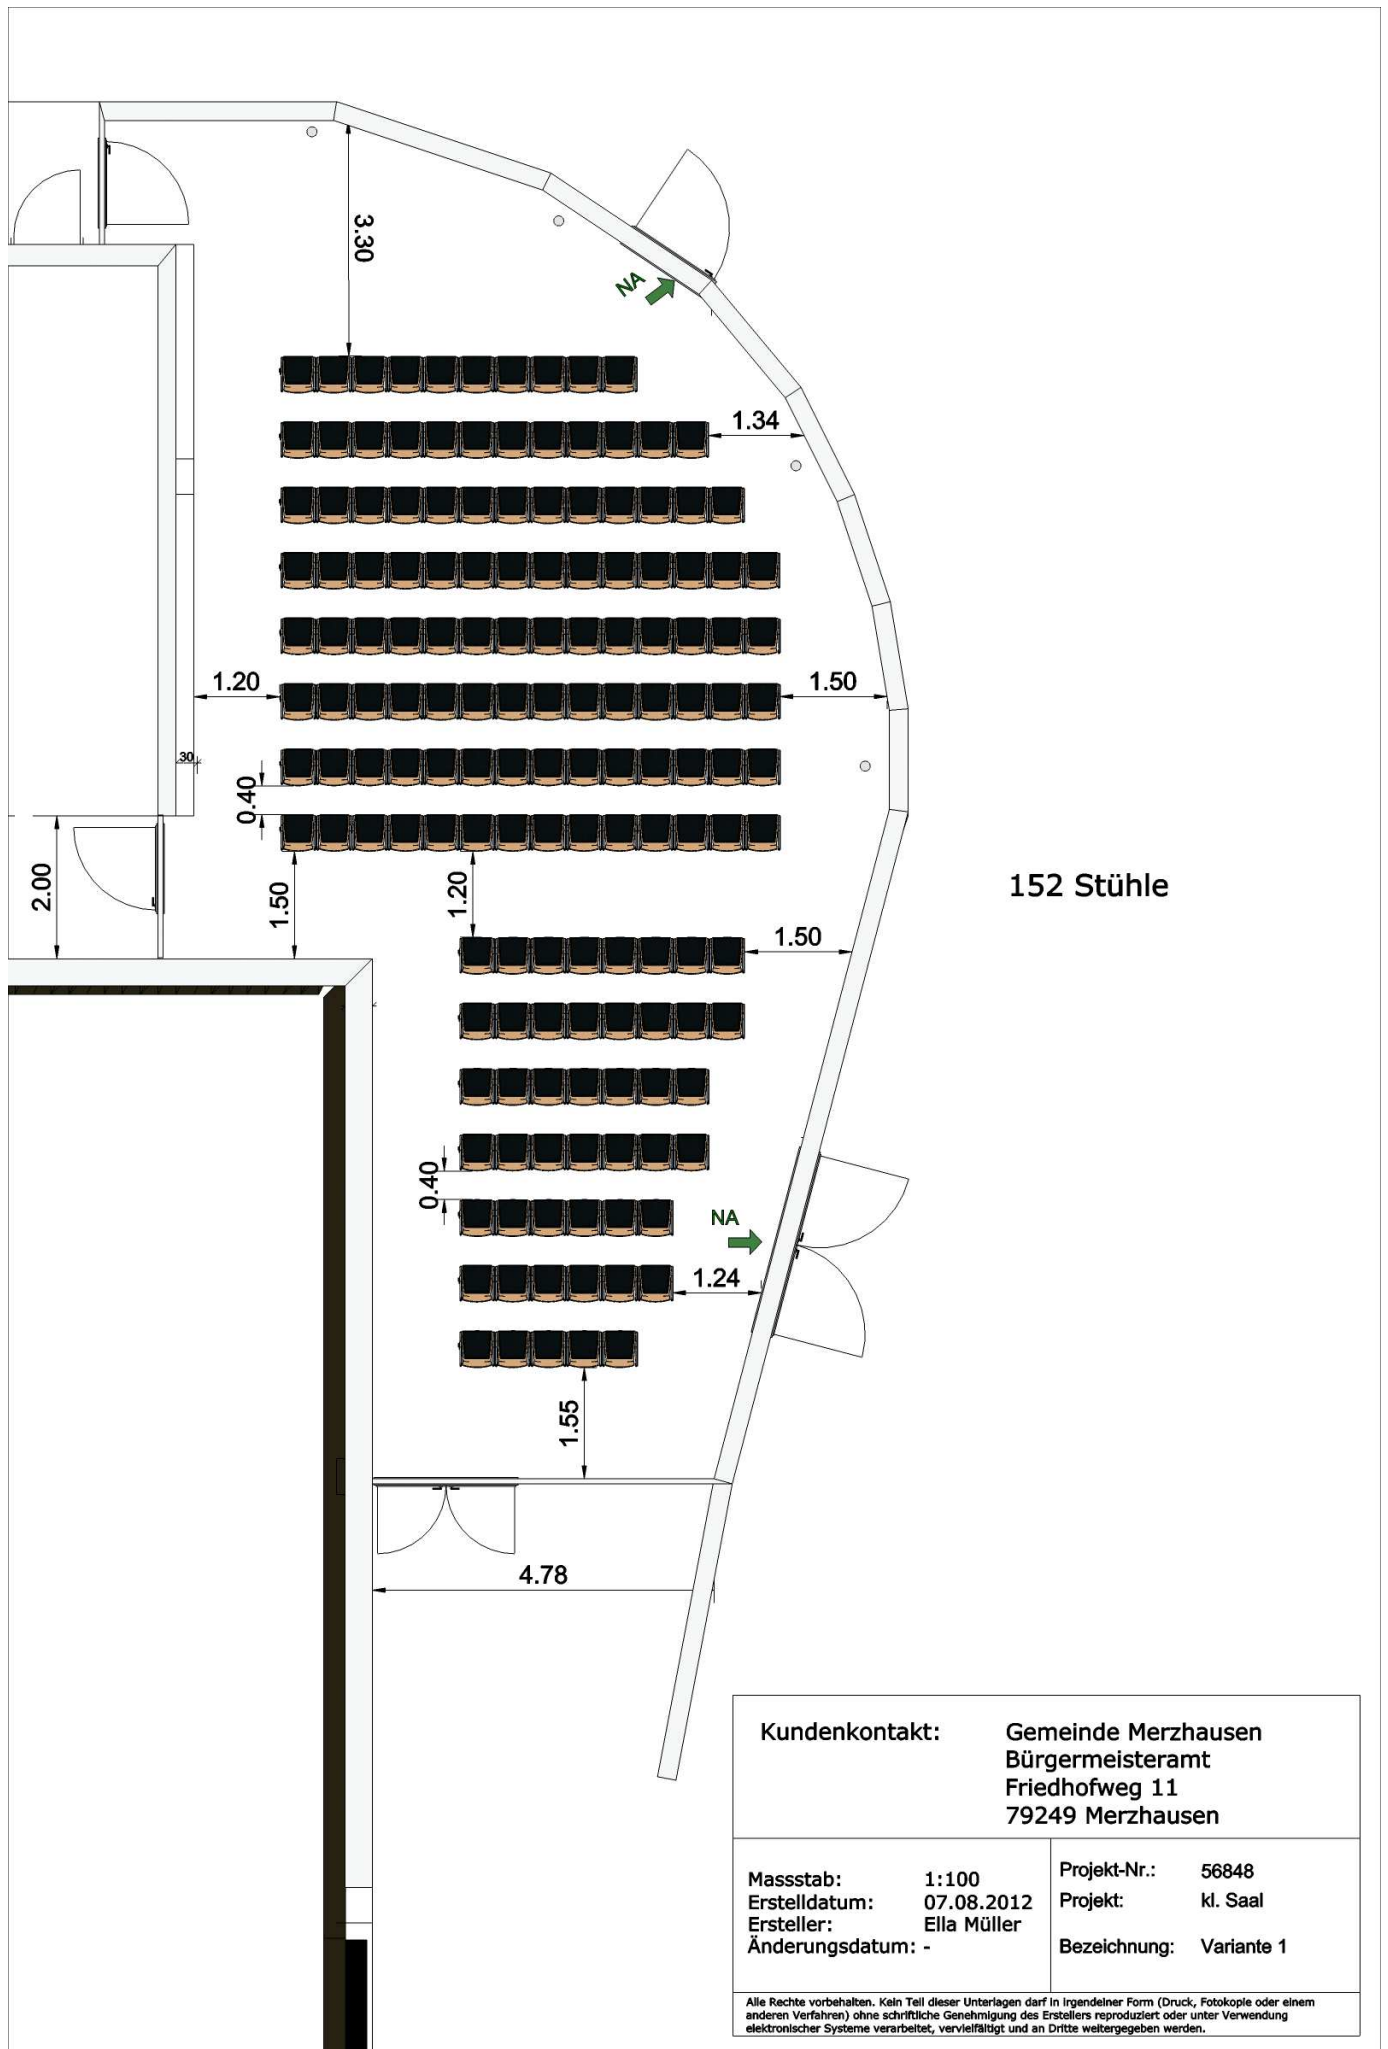 3.30
NA
1.34
1.20
1.50
30
0.40
2.00
1.50
1.20
152 Stühle
1.50
0.40
NA
1.24
1.55
4.78
Kundenkontakt: Gemeinde Merzhausen
Bürgermeisteramt
Friedhofweg 11
79249 Merzhausen
Massstab: 1:100
Erstelldatum: 07.08.2012
Ersteller: Ella Müller
Änderungsdatum: -
Projekt-Nr.: 56848
Projekt: kl. Saal
Bezeichnung: Variante 1
Alle Rechte vorbehalten. Kein Teil dieser Unterlagen darf in irgendeiner Form (Druck, Fotokopie oder einem
anderen Verfahren) ohne schriftliche Genehmigung des Erstellers reproduziert oder unter Verwendung
elektronischer Systeme verarbeitet, vervielfältigt und an Dritte weitergegeben werden.